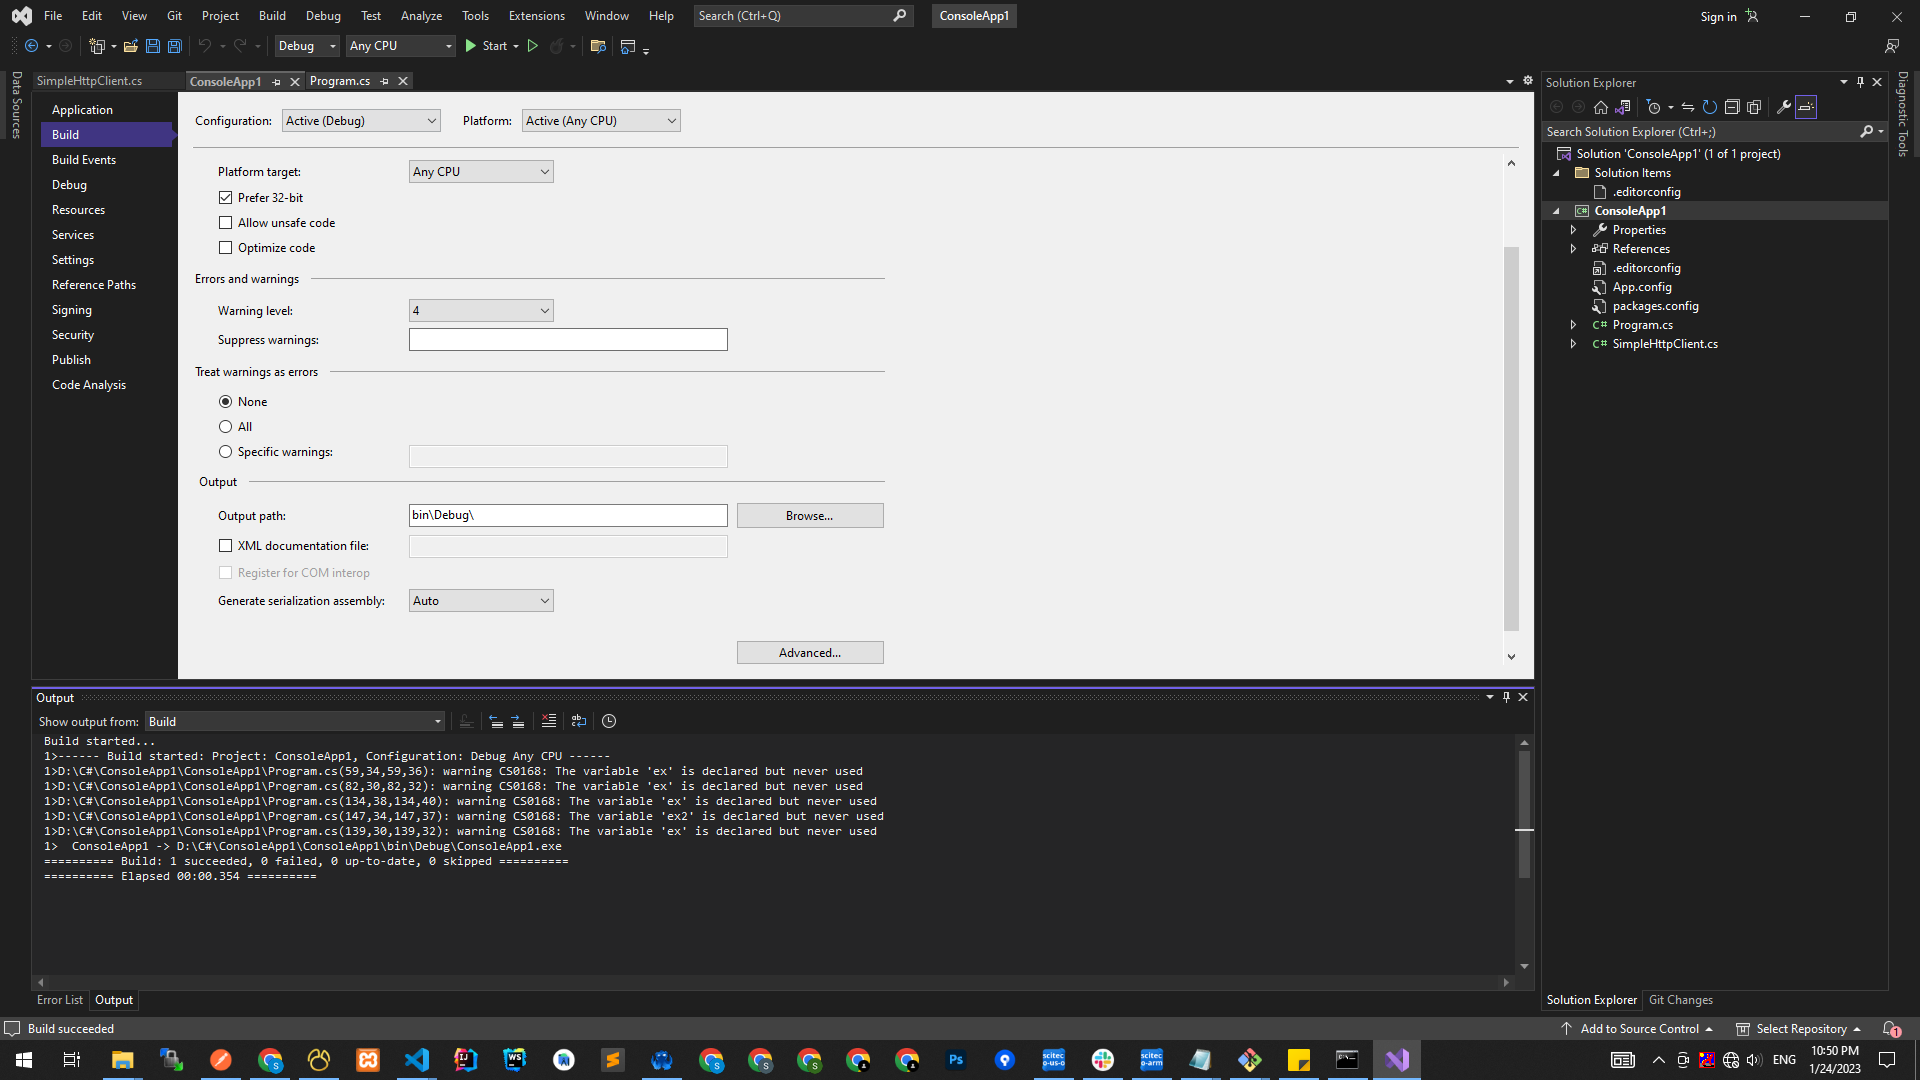 File Edit View Git Project Build Debug Test Analyze Tools Extensions Window Help Search (Ctrl+Q) ConsoleApp1 Sign in
Debug Any CPU Start
Data Sources
SimpleHttpClient.cs ConsoleApp1 Program.cs
Application
Build
Build Events
Debug
Resources
Services
Settings
Reference Paths
Signing
Security
Publish
Code Analysis
Configuration: Active (Debug) Platform: Active (Any CPU)
Platform target: Any CPU
Prefer 32-bit
Allow unsafe code
Optimize code
Errors and warnings
Warning level: 4
Suppress warnings:
Treat warnings as errors
None
All
Specific warnings:
Output
Output path: bin\Debug\ Browse...
XML documentation file:
Register for COM interop
Generate serialization assembly: Auto
Advanced...
Solution Explorer
Search Solution Explorer (Ctrl+;)
Solution 'ConsoleApp1' (1 of 1 project)
Solution Items
.editorconfig
ConsoleApp1
Properties
References
.editorconfig
App.config
packages.config
C# Program.cs
C# SimpleHttpClient.cs
Diagnostic Tools
Output
Show output from: Build
Build started...
1>------ Build started: Project: ConsoleApp1, Configuration: Debug Any CPU ------
1>D:\C#\ConsoleApp1\ConsoleApp1\Program.cs(59,34,59,36): warning CS0168: The variable 'ex' is declared but never used
1>D:\C#\ConsoleApp1\ConsoleApp1\Program.cs(82,30,82,32): warning CS0168: The variable 'ex' is declared but never used
1>D:\C#\ConsoleApp1\ConsoleApp1\Program.cs(134,38,134,40): warning CS0168: The variable 'ex' is declared but never used
1>D:\C#\ConsoleApp1\ConsoleApp1\Program.cs(147,34,147,37): warning CS0168: The variable 'ex2' is declared but never used
1>D:\C#\ConsoleApp1\ConsoleApp1\Program.cs(139,30,139,32): warning CS0168: The variable 'ex' is declared but never used
1>  ConsoleApp1 -> D:\C#\ConsoleApp1\ConsoleApp1\bin\Debug\ConsoleApp1.exe
========== Build: 1 succeeded, 0 failed, 0 up-to-date, 0 skipped ==========
========== Elapsed 00:00.354 ==========
Error List Output
Solution Explorer Git Changes
Build succeeded Add to Source Control Select Repository 1
ENG 10:50 PM
1/24/2023